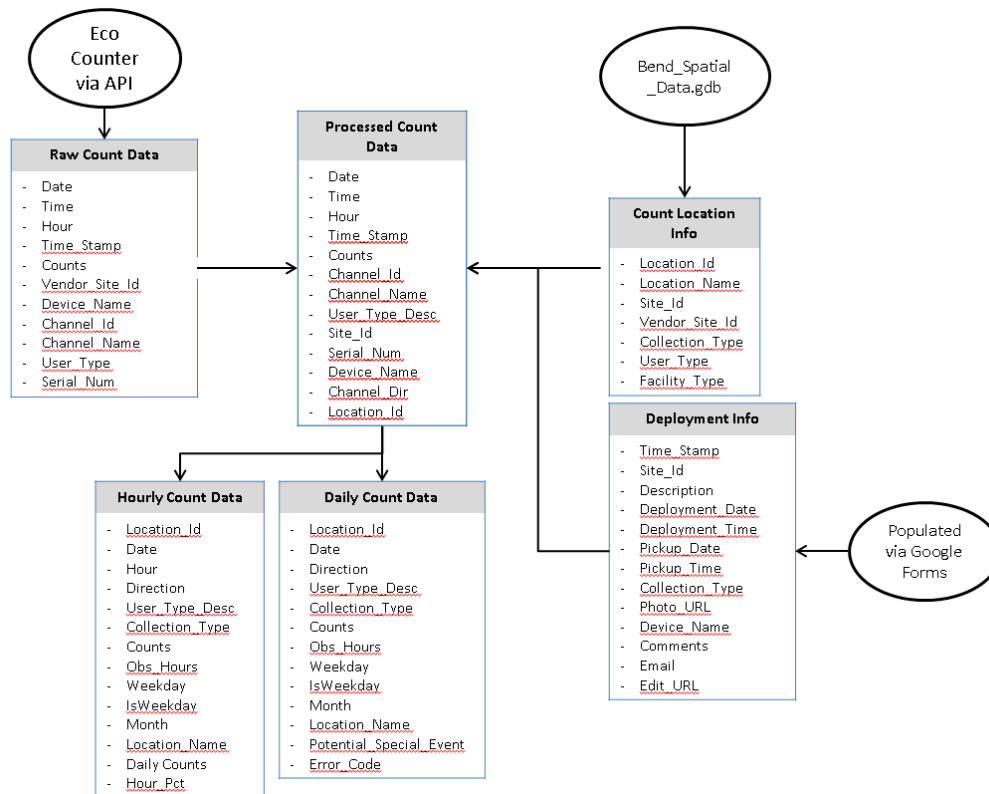 Eco
Counter
via API
Bend_Spatial
_Data.gdb
Raw Count Data
- Date
- Time
- Hour
- Time_Stamp
- Counts
- Vendor_Site_Id
- Device_Name
- Channel_Id
- Channel_Name
- User_Type
- Serial_Num
Processed Count
Data
- Date
- Time
- Hour
- Time_Stamp
- Counts
- Channel_Id
- Channel_Name
- User_Type_Desc
- Site_Id
- Serial_Num
- Device_Name
- Channel_Dir
- Location_Id
Count Location
Info
- Location_Id
- Location_Name
- Site_Id
- Vendor_Site_Id
- Collection_Type
- User_Type
- Facility_Type
Deployment Info
- Time_Stamp
- Site_Id
- Description
- Deployment_Date
- Deployment_Time
- Pickup_Date
- Pickup_Time
- Collection_Type
- Photo_URL
- Device_Name
- Comments
- Email
- Edit_URL
Populated
via Google
Forms
Hourly Count Data
- Location_Id
- Date
- Hour
- Direction
- User_Type_Desc
- Collection_Type
- Counts
- Obs_Hours
- Weekday
- IsWeekday
- Month
- Location_Name
- Daily Counts
- Hour_Pct
Daily Count Data
- Location_Id
- Date
- Direction
- User_Type_Desc
- Collection_Type
- Counts
- Obs_Hours
- Weekday
- IsWeekday
- Month
- Location_Name
- Potential_Special_Event
- Error_Code